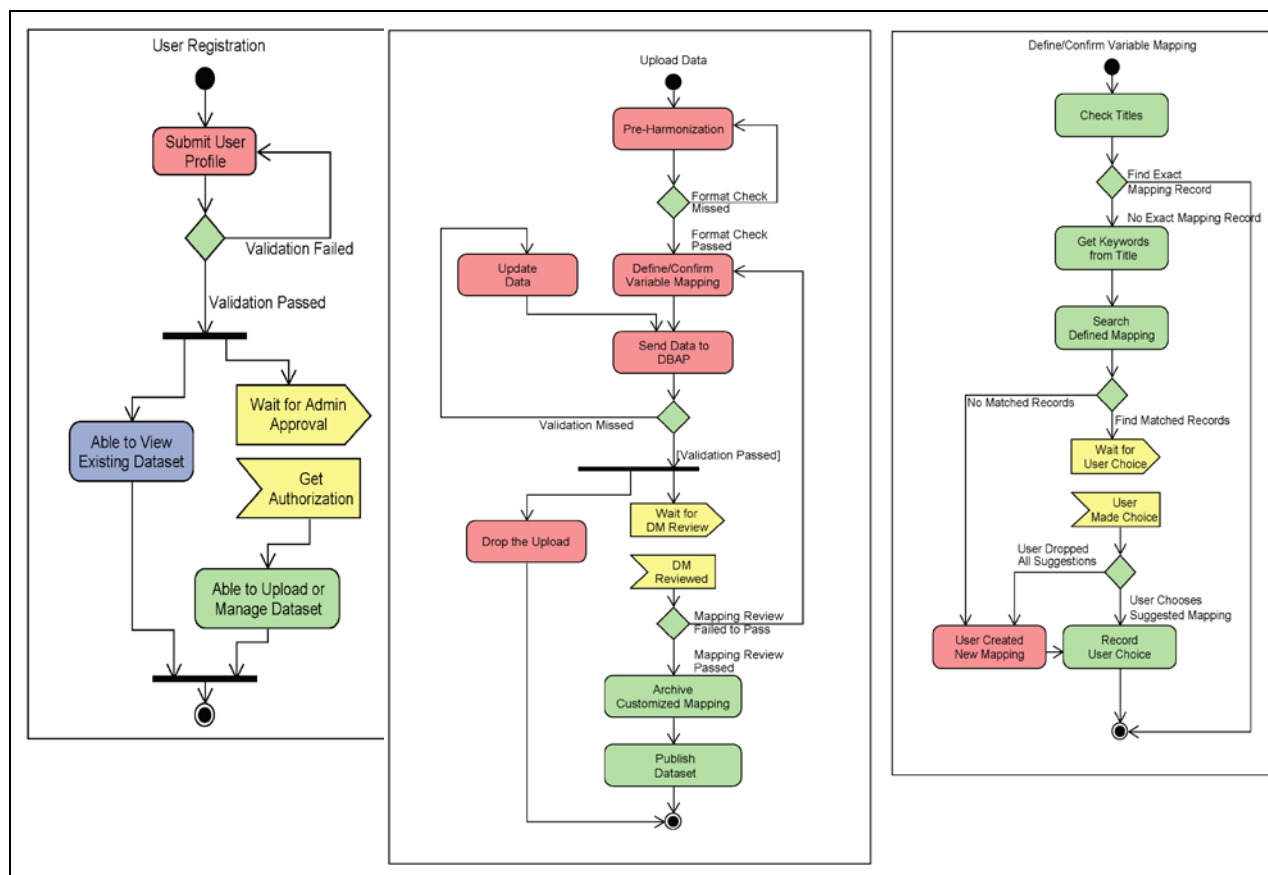 User Registration
Submit User
Profile
Validation Failed
Validation Passed
Wait for Admin
Approval
Able to View
Existing Dataset
Get
Authorization
Able to Upload or
Manage Dataset
Upload Data
Pre-Harmonization
Format Check
Missed
Format Check
Passed
Update
Data
Define/Confirm
Variable Mapping
Send Data to
DBAP
Validation Missed
[Validation Passed]
Wait for
DM Review
Drop the Upload
DM
Reviewed
Mapping Review
Failed to Pass
Mapping Review
Passed
Archive
Customized Mapping
Publish
Dataset
Define/Confirm Variable Mapping
Check Titles
Find Exact
Mapping Record
No Exact Mapping Record
Get Keywords
from Title
Search
Defined Mapping
No Matched Records
Find Matched Records
Wait for
User Choice
User
Made Choice
User Dropped
All Suggestions
User Chooses
Suggested Mapping
User Created
New Mapping
Record
User Choice